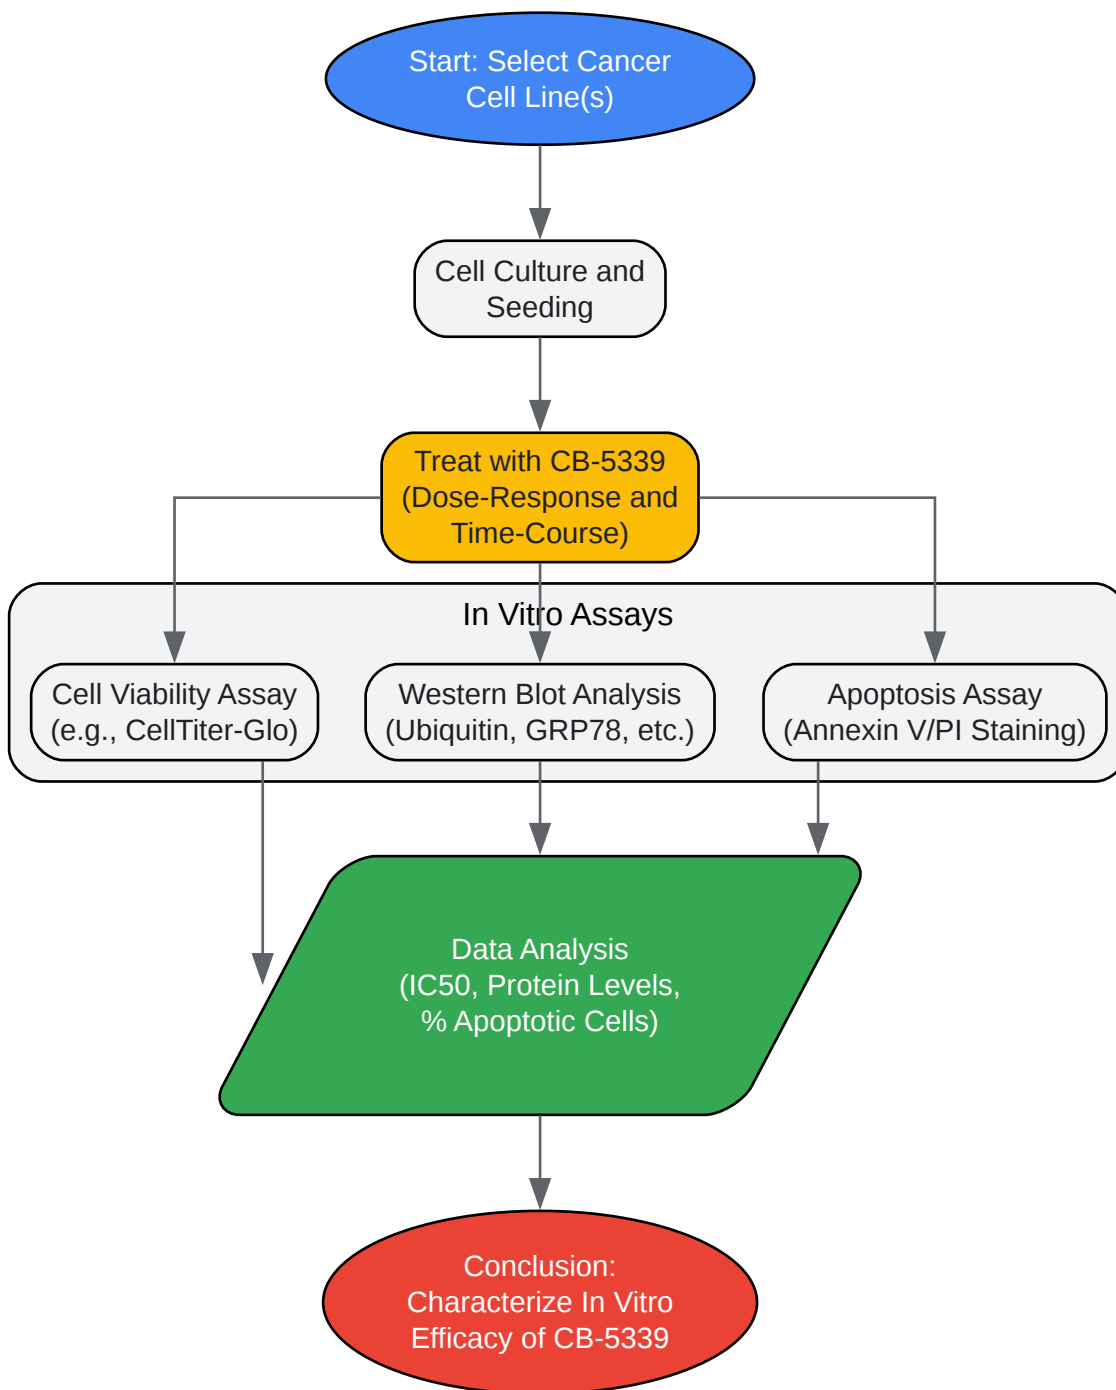 Start: Select Cancer
Cell Line(s)
Cell Culture and
Seeding
Treat with CB-5339
(Dose-Response and
Time-Course)
In Vitro Assays
Cell Viability Assay
(e.g., CellTiter-Glo)
Western Blot Analysis
(Ubiquitin, GRP78, etc.)
Apoptosis Assay
(Annexin V/PI Staining)
Data Analysis
(IC50, Protein Levels,
% Apoptotic Cells)
Conclusion:
Characterize In Vitro
Efficacy of CB-5339